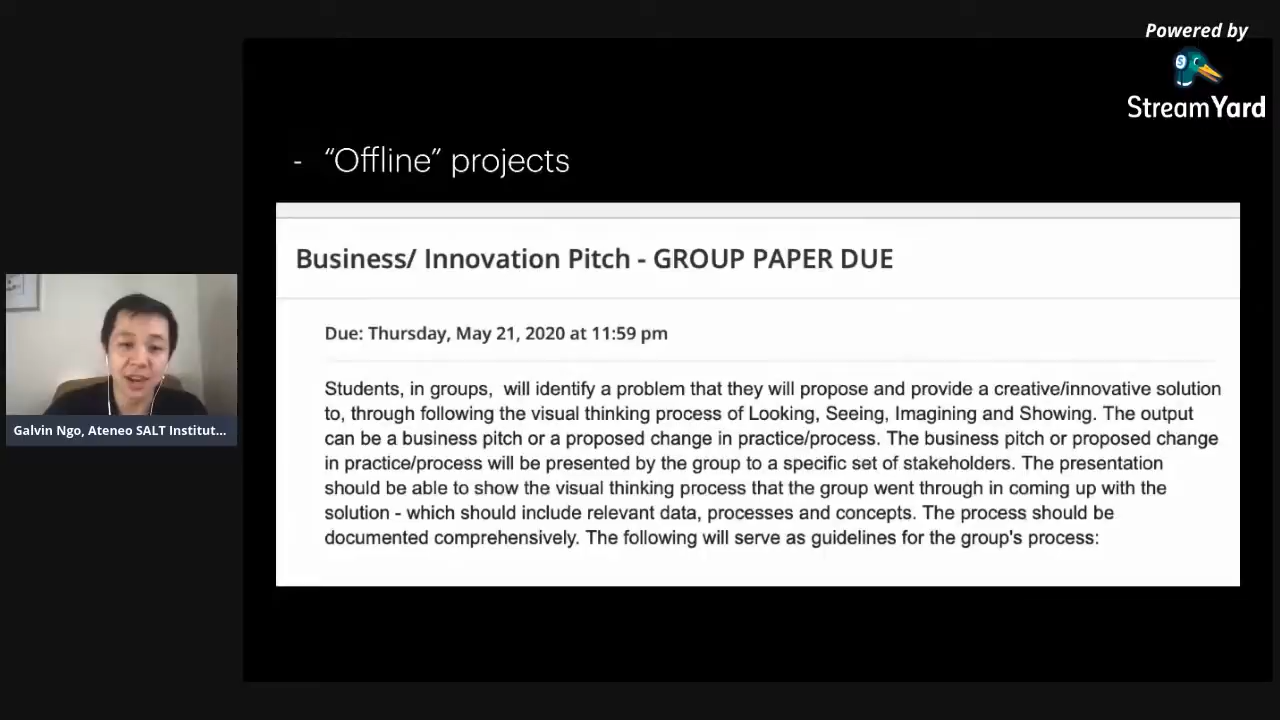 Powered by
StreamYard
- “Offline” projects
Business/ Innovation Pitch - GROUP PAPER DUE
Due: Thursday, May 21, 2020 at 11:59 pm
Students, in groups,  will identify a problem that they will propose and provide a creative/innovative solution
to, through following the visual thinking process of Looking, Seeing, Imagining and Showing. The output
can be a business pitch or a proposed change in practice/process. The business pitch or proposed change
in practice/process will be presented by the group to a specific set of stakeholders. The presentation
should be able to show the visual thinking process that the group went through in coming up with the
solution - which should include relevant data, processes and concepts. The process should be
documented comprehensively. The following will serve as guidelines for the group's process:
Galvin Ngo, Ateneo SALT Institut...